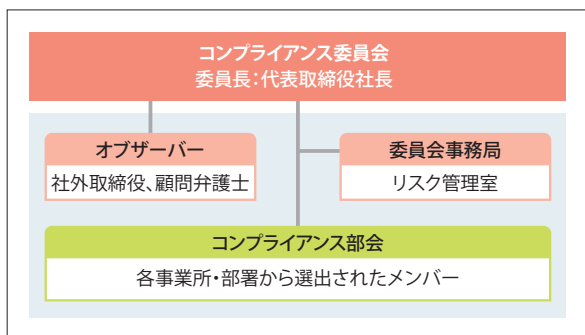 コンプライアンス委員会
委員長：代表取締役社長
オブザーバー
社外取締役、顧問弁護士
委員会事務局
リスク管理室
コンプライアンス部会
各事業所・部署から選出されたメンバー